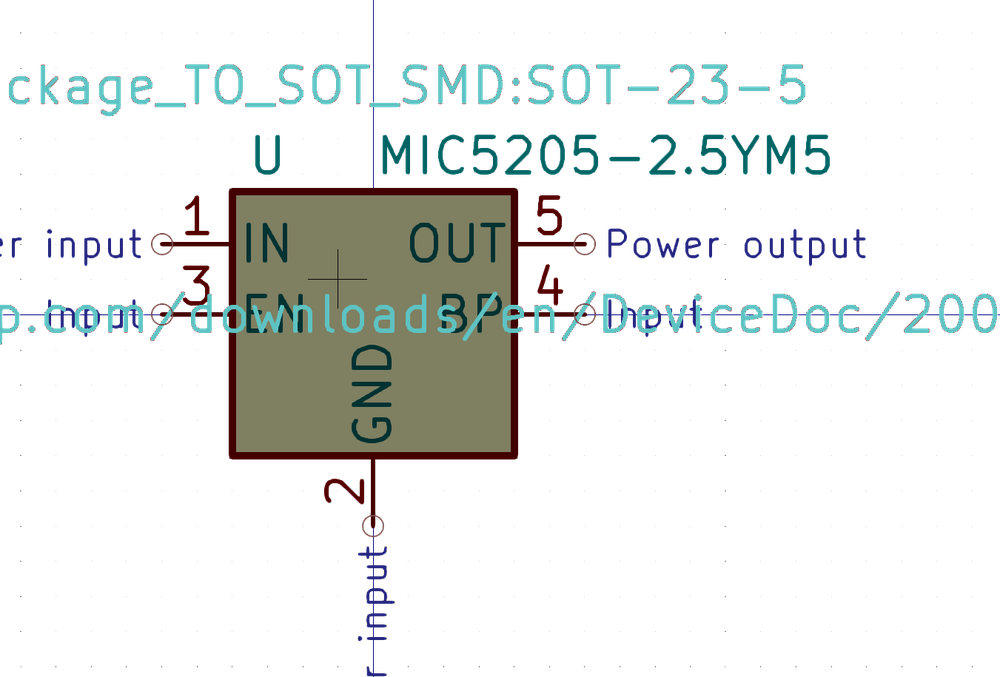 ckage_TO_SOT_SMD:SOT-23-5
U MIC5205-2.5YM5
1 5
er input IN OUT Power output
3 4
Input EN BP Input
p.com/downloads/en/DeviceDoc/200
GND
2
r input